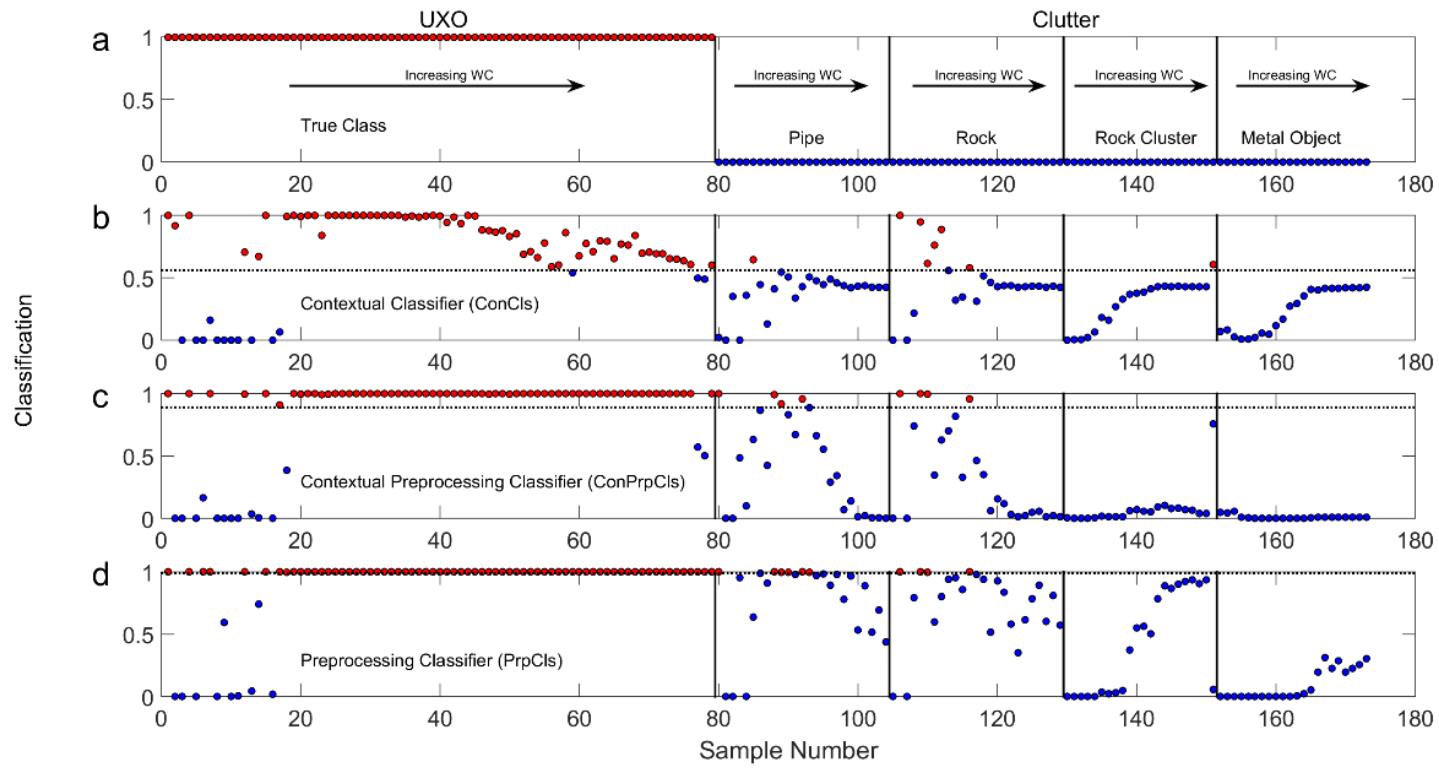 UXO Clutter
a
1
0.5
0
Increasing WC Increasing WC Increasing WC Increasing WC Increasing WC
True Class Pipe Rock Rock Cluster Metal Object
0 20 40 60 80 100 120 140 160 180
b
1
0.5
0
Contextual Classifier (ConCls)
0 20 40 60 80 100 120 140 160 180
Classification
c
1
0.5
0
Contextual Preprocessing Classifier (ConPrpCls)
0 20 40 60 80 100 120 140 160 180
d
1
0.5
0
Preprocessing Classifier (PrpCls)
0 20 40 60 80 100 120 140 160 180
Sample Number